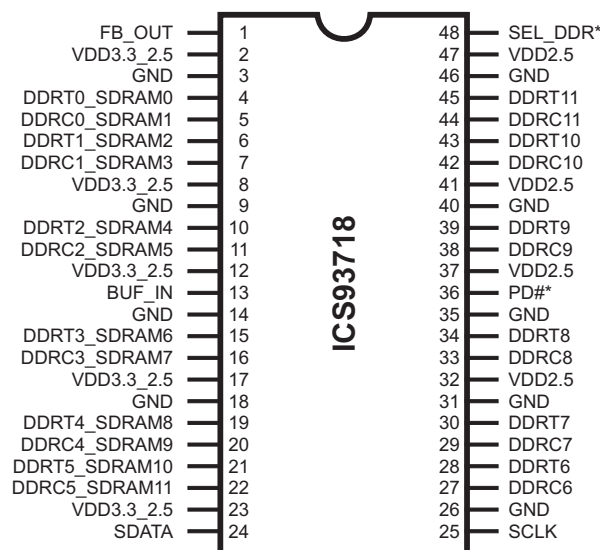 FB_OUT 1 48 SEL_DDR*
VDD3.3_2.5 2 47 VDD2.5
GND 3 46 GND
DDRT0_SDRAM0 4 45 DDRT11
DDRC0_SDRAM1 5 44 DDRC11
DDRT1_SDRAM2 6 43 DDRT10
DDRC1_SDRAM3 7 42 DDRC10
VDD3.3_2.5 8 41 VDD2.5
GND 9 40 GND
DDRT2_SDRAM4 10 39 DDRT9
DDRC2_SDRAM5 11 38 DDRC9
VDD3.3_2.5 12 37 VDD2.5
BUF_IN 13 36 PD#*
GND 14 35 GND
DDRT3_SDRAM6 15 34 DDRT8
DDRC3_SDRAM7 16 33 DDRC8
VDD3.3_2.5 17 32 VDD2.5
GND 18 31 GND
DDRT4_SDRAM8 19 30 DDRT7
DDRC4_SDRAM9 20 29 DDRC7
DDRT5_SDRAM10 21 28 DDRT6
DDRC5_SDRAM11 22 27 DDRC6
VDD3.3_2.5 23 26 GND
SDATA 24 25 SCLK
ICS93718